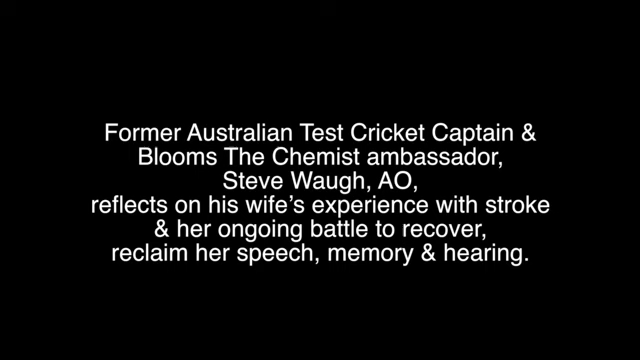 Former Australian Test Cricket Captain &
Blooms The Chemist ambassador,
Steve Waugh, AO,
reflects on his wife's experience with stroke
& her ongoing battle to recover,
reclaim her speech, memory & hearing.